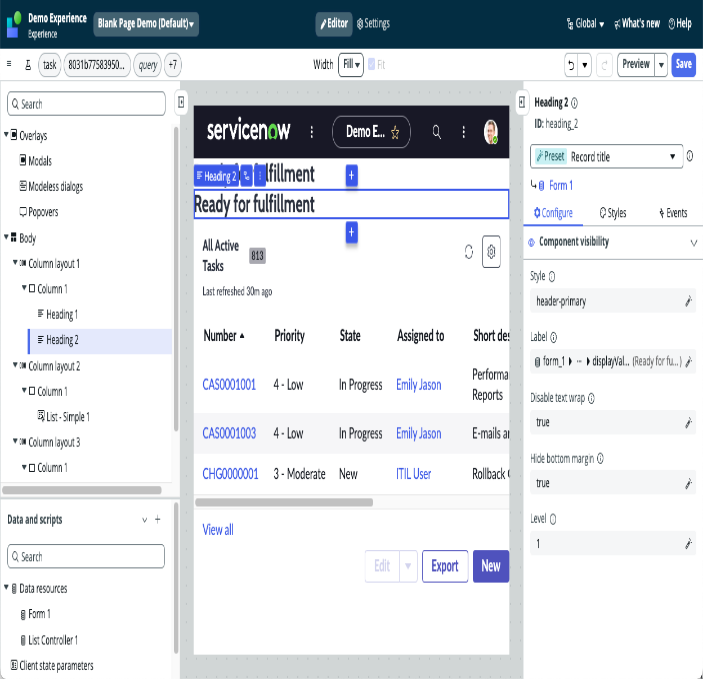 Demo Experience
Experience
Blank Page Demo (Default)
Editor
Settings
Global
What's new
Help
task
8031b77583950...
query
+7
Width
Fill
Fit
Preview
Save
Search
Overlays
Modals
Modeless dialogs
Popovers
Body
Column layout 1
Column 1
Heading 1
Heading 2
Column layout 2
Column 1
List - Simple 1
Column layout 3
Column 1
Data and scripts
Search
Data resources
Form 1
List Controller 1
Client state parameters
servicenow
Demo E...
Heading 2
fulfillment
Ready for fulfillment
All Active
Tasks
813
Last refreshed 30m ago
Number Priority State Assigned to Short des
CAS0001001 4 - Low In Progress Emily Jason Performa
Reports
CAS0001003 4 - Low In Progress Emily Jason E-mails a
CHG0000001 3 - Moderate New ITIL User Rollback
View all
Edit
Export
New
Heading 2
ID: heading_2
Preset Record title
Form 1
Configure
Styles
Events
Component visibility
Style
header-primary
Label
form_1 ▸ ··· ▸ displayVal... (Ready for fu...)
Disable text wrap
true
Hide bottom margin
true
Level
1